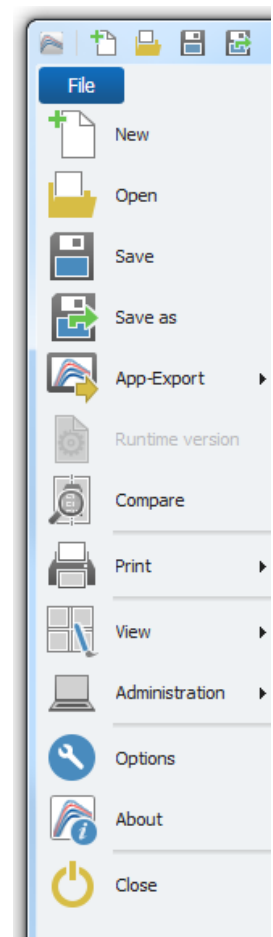 File
New
Open
Save
Save as
App-Export
Runtime version
Compare
Print
View
Administration
Options
About
Close